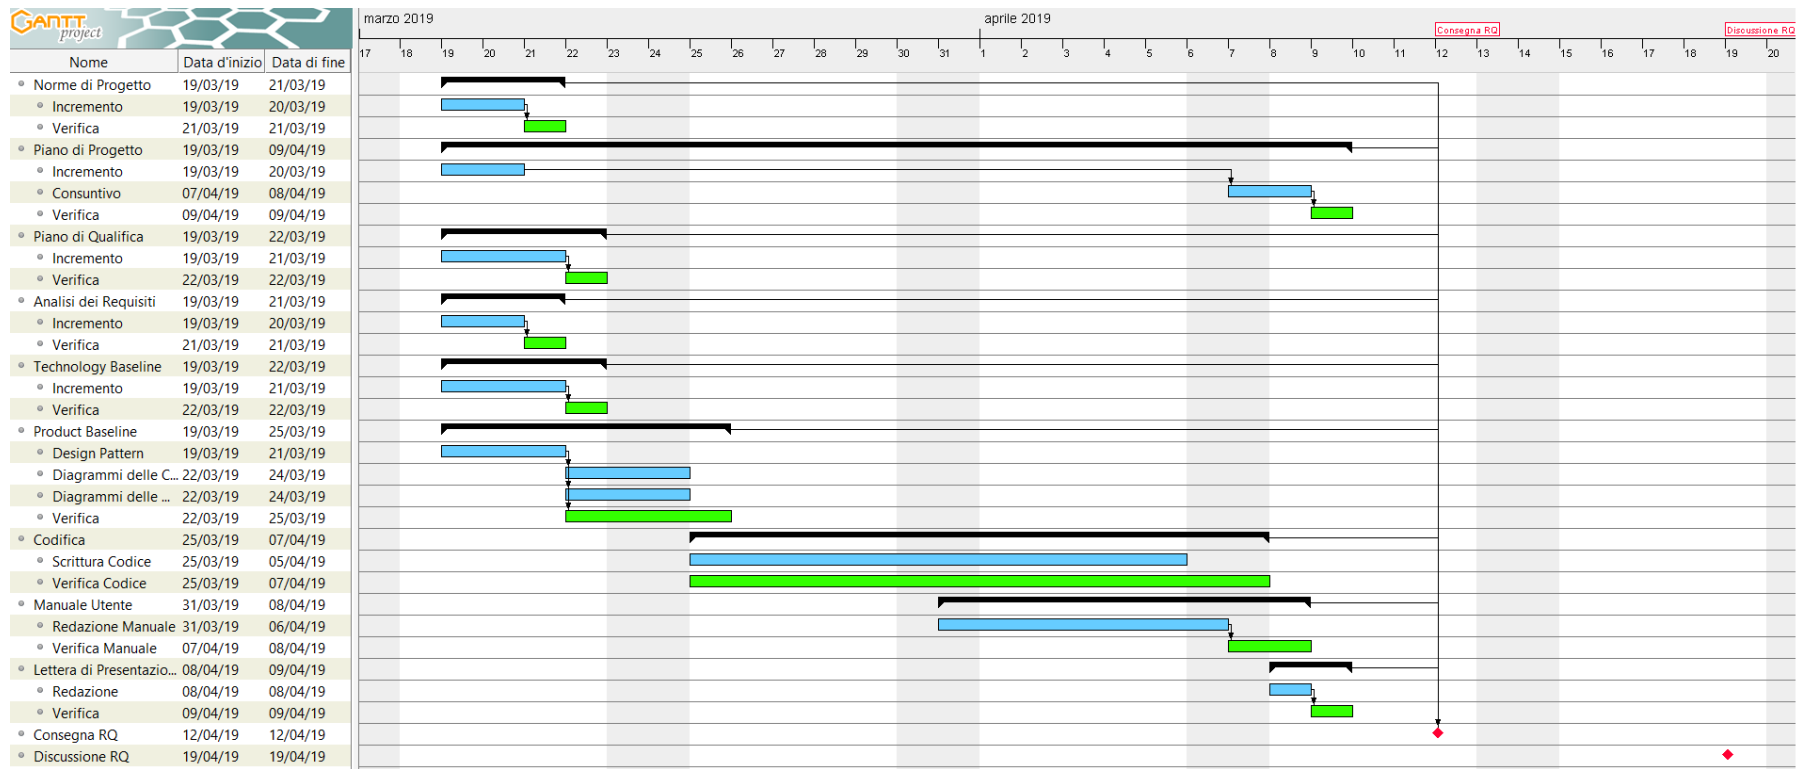 GANTT
project
marzo 2019
aprile 2019
Consegna RQ
Discussione RQ
17 18 19 20 21 22 23 24 25 26 27 28 29 30 31 1 2 3 4 5 6 7 8 9 10 11 12 13 14 15 16 17 18 19 20
Nome Data d'inizio Data di fine
Norme di Progetto 19/03/19 21/03/19
Incremento 19/03/19 20/03/19
Verifica 21/03/19 21/03/19
Piano di Progetto 19/03/19 09/04/19
Incremento 19/03/19 20/03/19
Consuntivo 07/04/19 08/04/19
Verifica 09/04/19 09/04/19
Piano di Qualifica 19/03/19 22/03/19
Incremento 19/03/19 21/03/19
Verifica 22/03/19 22/03/19
Analisi dei Requisiti 19/03/19 21/03/19
Incremento 19/03/19 20/03/19
Verifica 21/03/19 21/03/19
Technology Baseline 19/03/19 22/03/19
Incremento 19/03/19 21/03/19
Verifica 22/03/19 22/03/19
Product Baseline 19/03/19 25/03/19
Design Pattern 19/03/19 21/03/19
Diagrammi delle C... 22/03/19 24/03/19
Diagrammi delle ... 22/03/19 24/03/19
Verifica 22/03/19 25/03/19
Codifica 25/03/19 07/04/19
Scrittura Codice 25/03/19 05/04/19
Verifica Codice 25/03/19 07/04/19
Manuale Utente 31/03/19 08/04/19
Redazione Manuale 31/03/19 06/04/19
Verifica Manuale 07/04/19 08/04/19
Lettera di Presentazio... 08/04/19 09/04/19
Redazione 08/04/19 08/04/19
Verifica 09/04/19 09/04/19
Consegna RQ 12/04/19 12/04/19
Discussione RQ 19/04/19 19/04/19